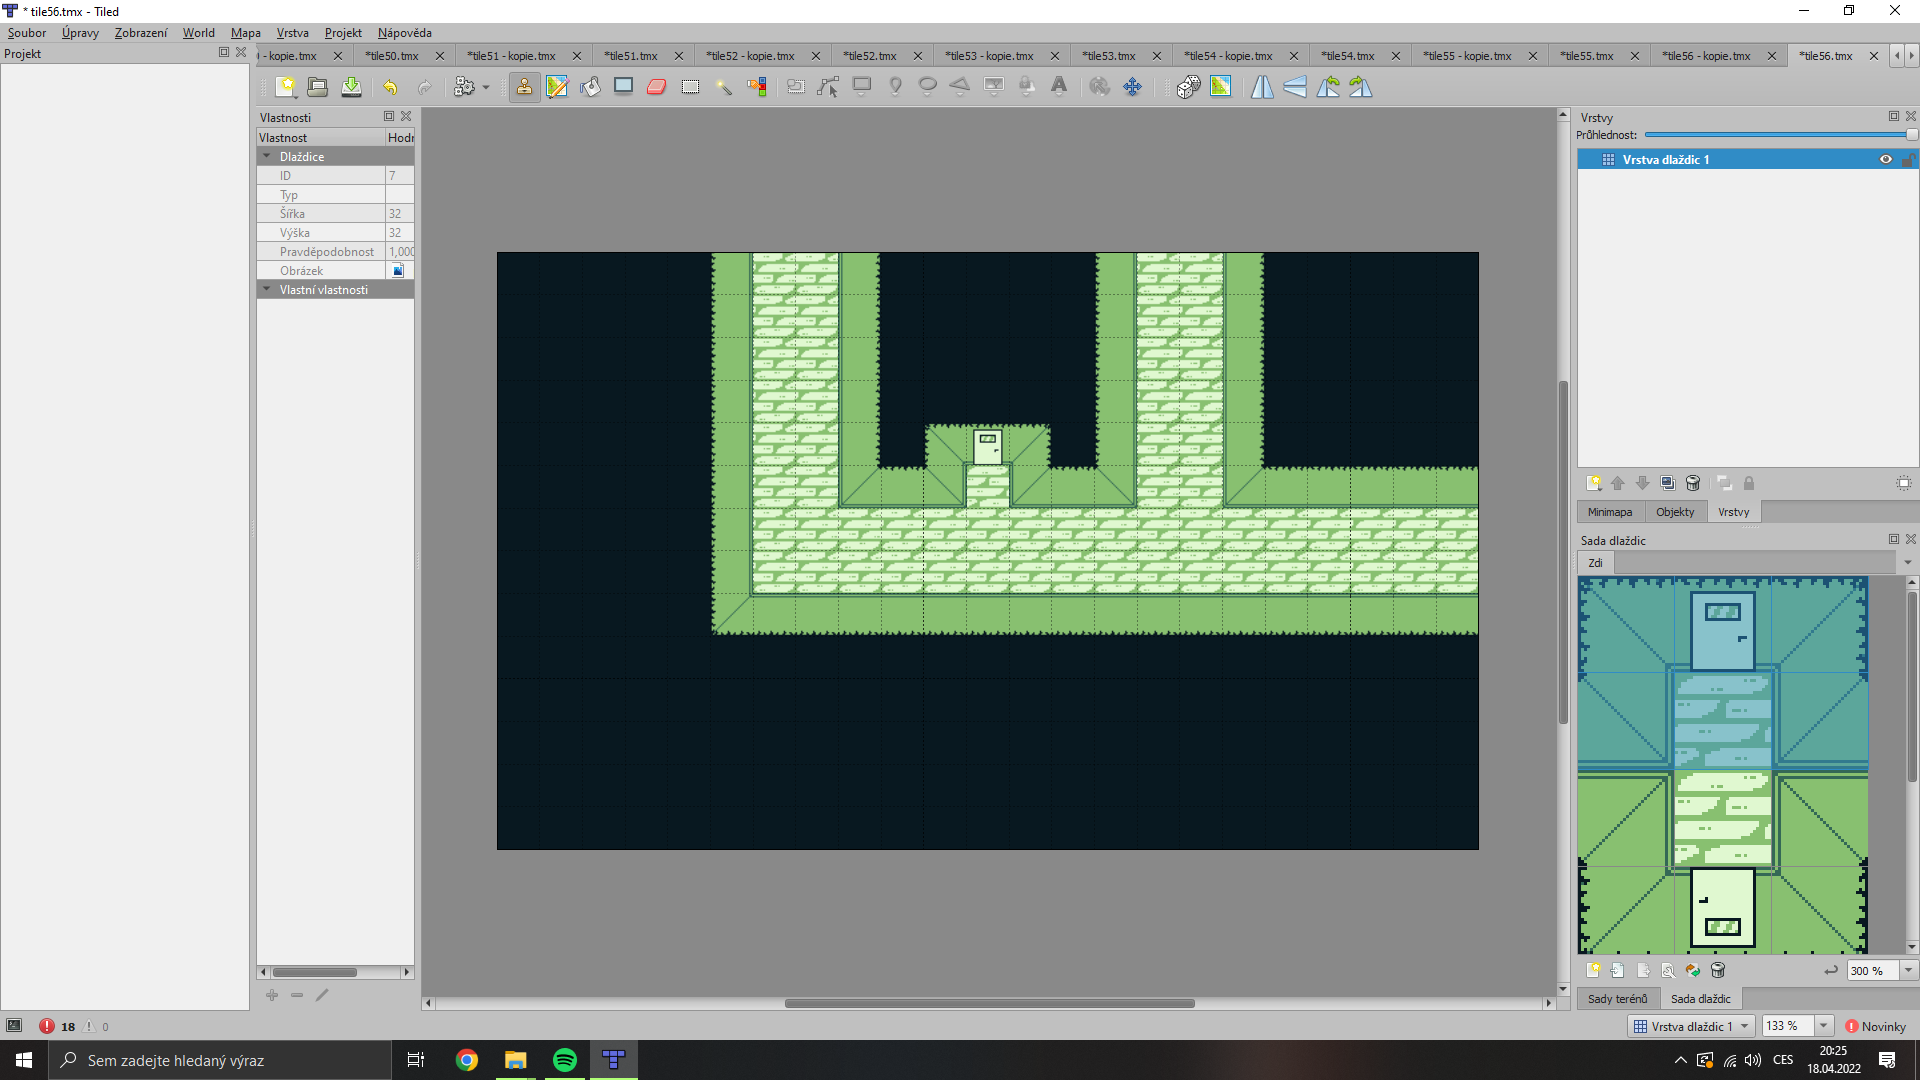 * tile56.tmx - Tiled
Soubor Úpravy Zobrazení World Mapa Vrstva Projekt Nápověda
Projekt
- kopie.tmx *tile50.tmx *tile51 - kopie.tmx *tile51.tmx *tile52 - kopie.tmx *tile52.tmx *tile53 - kopie.tmx *tile53.tmx *tile54 - kopie.tmx *tile54.tmx *tile55 - kopie.tmx *tile55.tmx *tile56 - kopie.tmx *tile56.tmx
Vlastnosti
Vlastnost Hodr
Dlaždice
ID 7
Typ
Šířka 32
Výška 32
Pravděpodobnost 1,000
Obrázek
Vlastní vlastnosti
Vrstvy
Průhlednost:
Vrstva dlaždic 1
Minimapa Objekty Vrstvy
Sada dlaždic
Zdi
300 %
Sady terénů Sada dlaždic
18 0
Vrstva dlaždic 1 133 % Novinky
Sem zadejte hledaný výraz
CES
20:25
18.04.2022